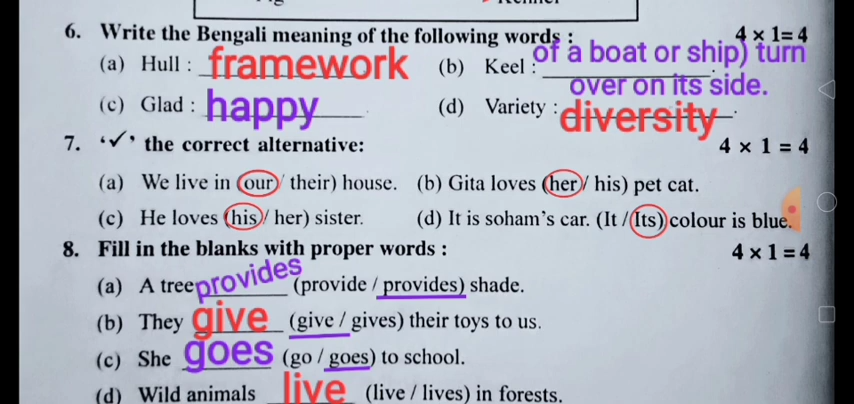 6. Write the Bengali meaning of the following words : 4 × 1= 4
(a) Hull : framework (b) Keel : of a boat or ship) turn over on its side.
(c) Glad : happy (d) Variety : diversity
7. ‘✓’ the correct alternative: 4 × 1 = 4
(a) We live in (our/ their) house. (b) Gita loves (her/ his) pet cat.
(c) He loves (his/ her) sister. (d) It is soham’s car. (It / Its) colour is blue.
8. Fill in the blanks with proper words : 4 × 1 = 4
(a) A tree provides (provide / provides) shade.
(b) They give (give / gives) their toys to us.
(c) She goes (go / goes) to school.
(d) Wild animals live (live / lives) in forests.